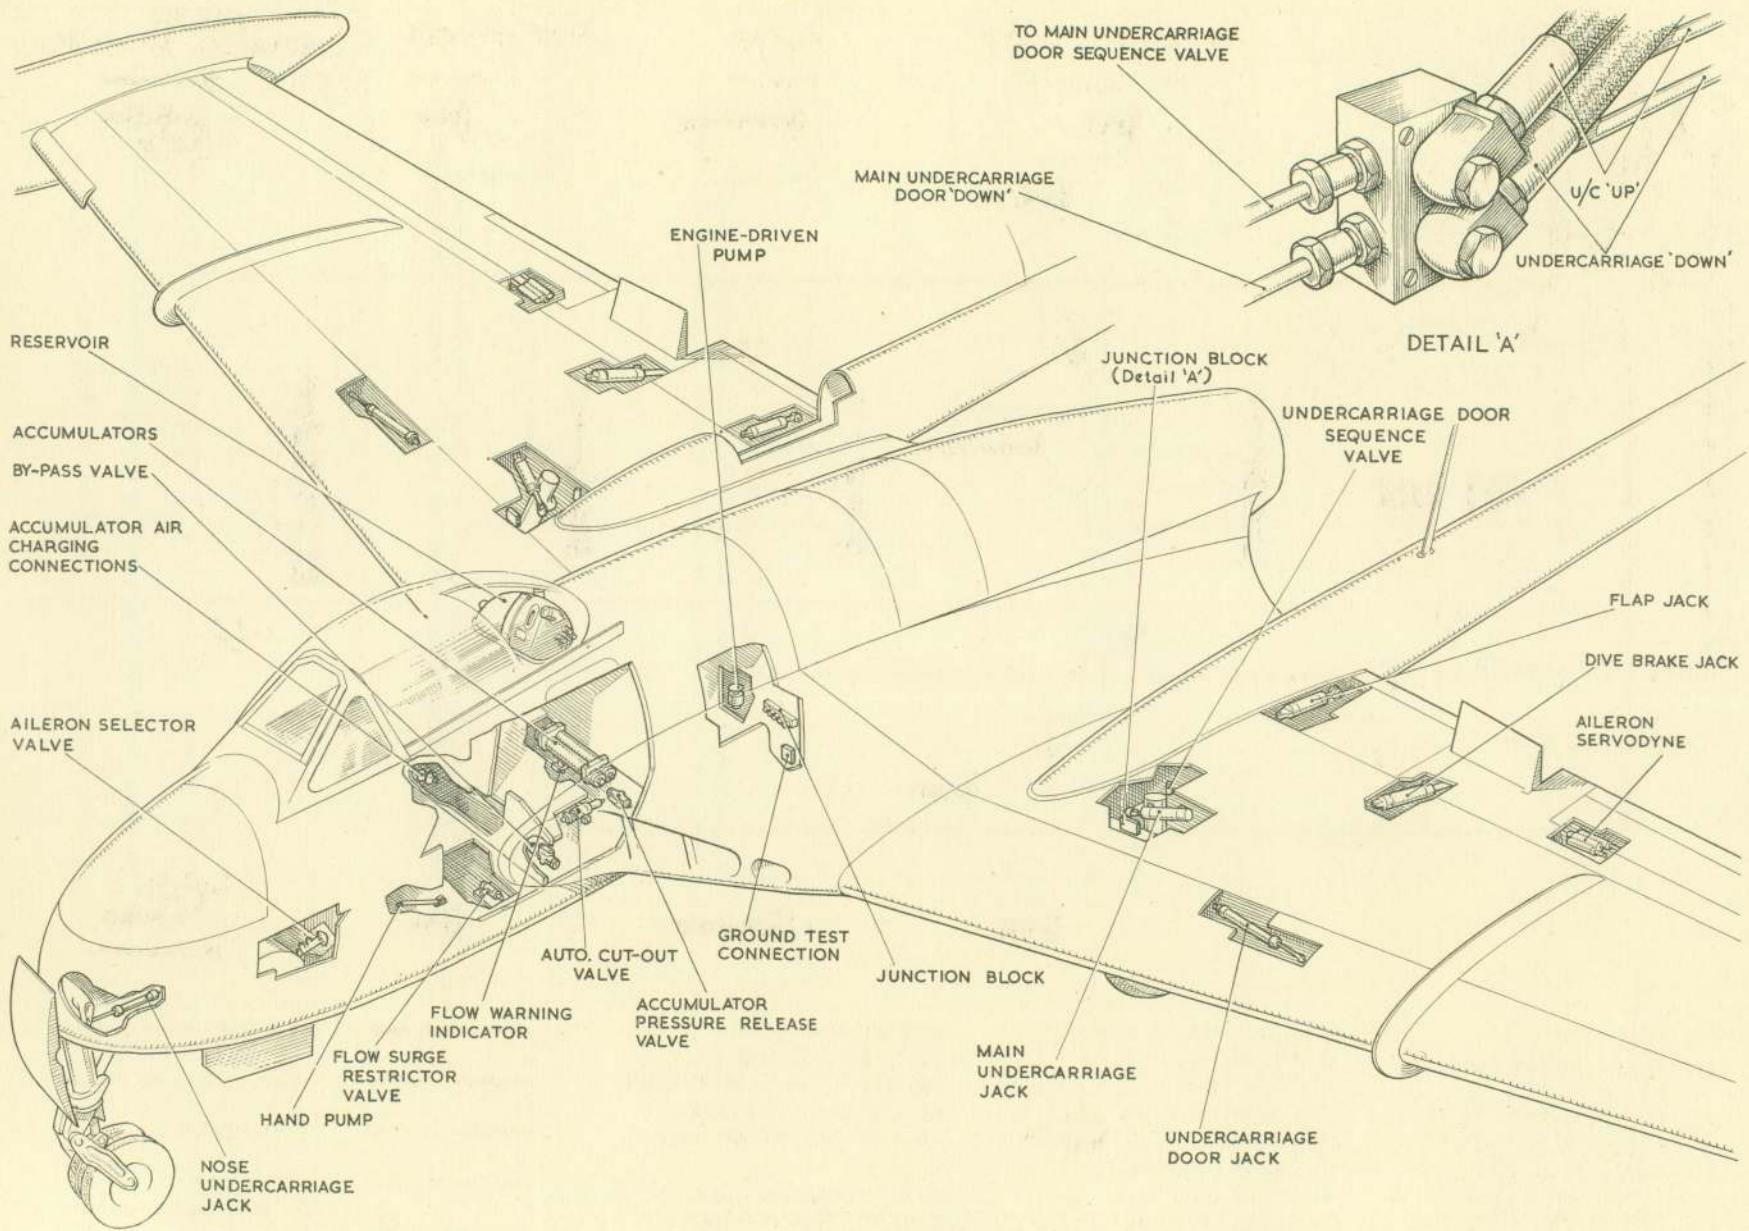 TO MAIN UNDERCARRIAGE
DOOR SEQUENCE VALVE
MAIN UNDERCARRIAGE
DOOR 'DOWN'
U/C 'UP'
UNDERCARRIAGE 'DOWN'
DETAIL 'A'
ENGINE-DRIVEN
PUMP
JUNCTION BLOCK
(Detail 'A')
UNDERCARRIAGE DOOR
SEQUENCE
VALVE
RESERVOIR
ACCUMULATORS
BY-PASS VALVE
ACCUMULATOR AIR
CHARGING
CONNECTIONS
AILERON SELECTOR
VALVE
FLAP JACK
DIVE BRAKE JACK
AILERON
SERVODYNE
NOSE
UNDERCARRIAGE
JACK
HAND PUMP
FLOW SURGE
RESTRICTOR
VALVE
FLOW WARNING
INDICATOR
AUTO. CUT-OUT
VALVE
ACCUMULATOR
PRESSURE RELEASE
VALVE
GROUND TEST
CONNECTION
JUNCTION BLOCK
MAIN
UNDERCARRIAGE
JACK
UNDERCARRIAGE
DOOR JACK